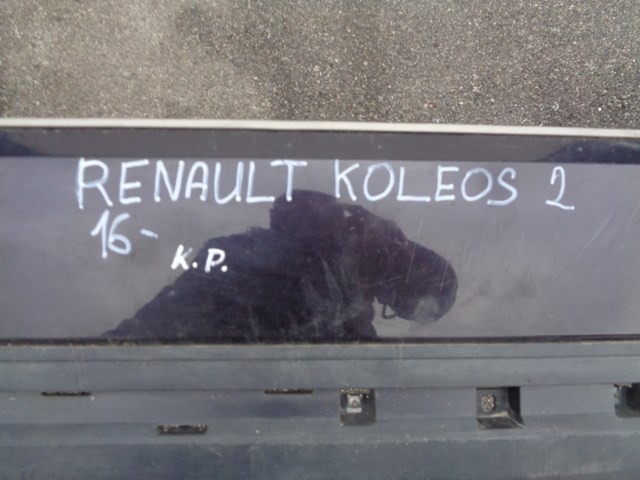 RENAULT KOLEOS 2
16-
K.P.